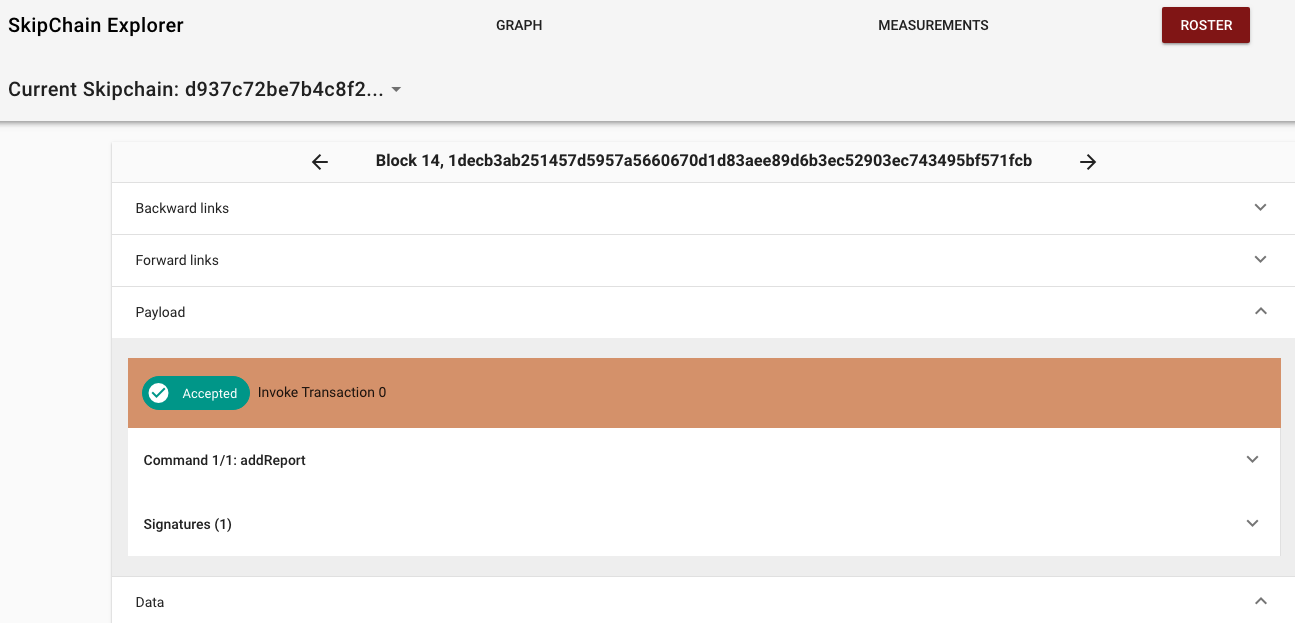 SkipChain Explorer
GRAPH
MEASUREMENTS
ROSTER
Current Skipchain: d937c72be7b4c8f2...
Block 14, 1decb3ab251457d5957a5660670d1d83aee89d6b3ec52903ec743495bf571fcb
Backward links
Forward links
Payload
Accepted Invoke Transaction 0
Command 1/1: addReport
Signatures (1)
Data